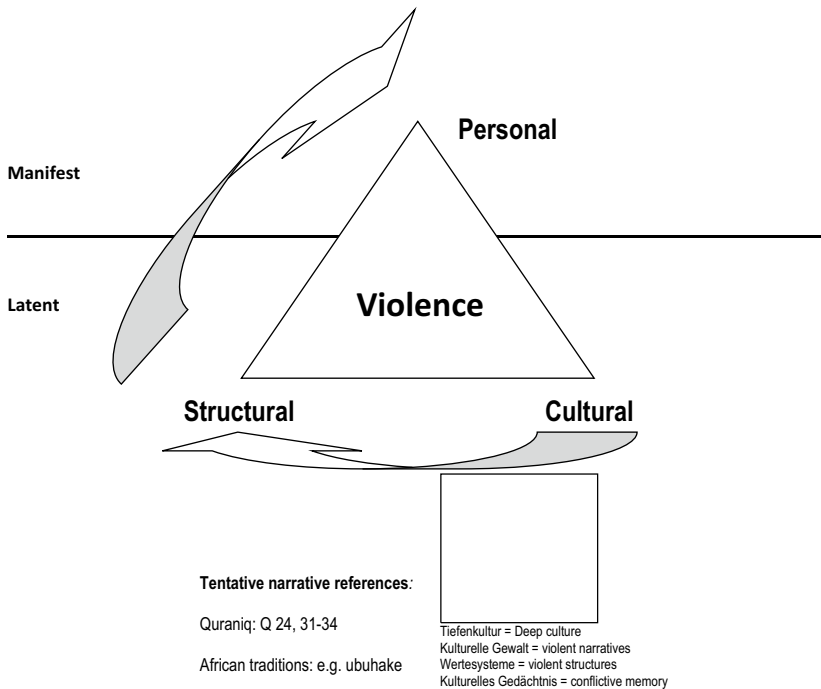 Personal
Manifest
Latent
Violence
Structural
Cultural
Tentative narrative references:
Quraniq: Q 24, 31-34
African traditions: e.g. ubuhake
Tiefenkultur = Deep culture
Kulturelle Gewalt = violent narratives
Wertesysteme = violent structures
Kulturelles Gedächtnis = conflictive memory